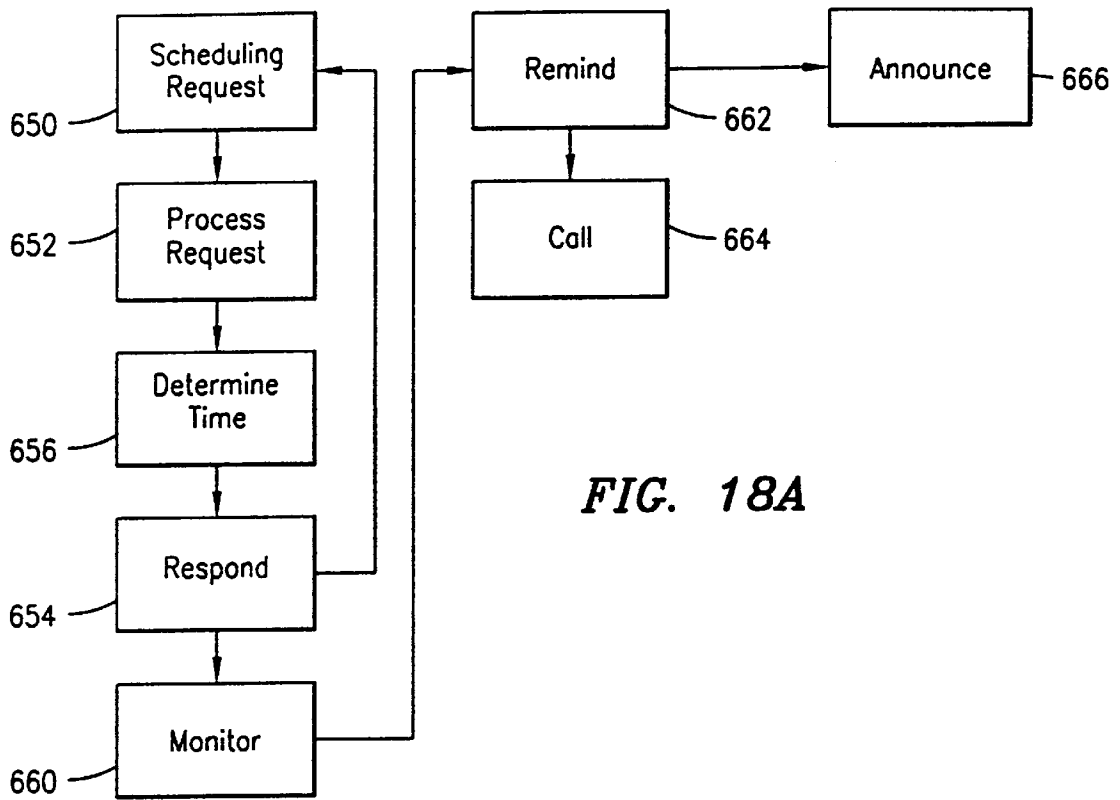 Scheduling
Request
650
Process
Request
652
Determine
Time
656
Respond
654
Monitor
660
Remind
662
Call
664
Announce
666
FIG. 18A